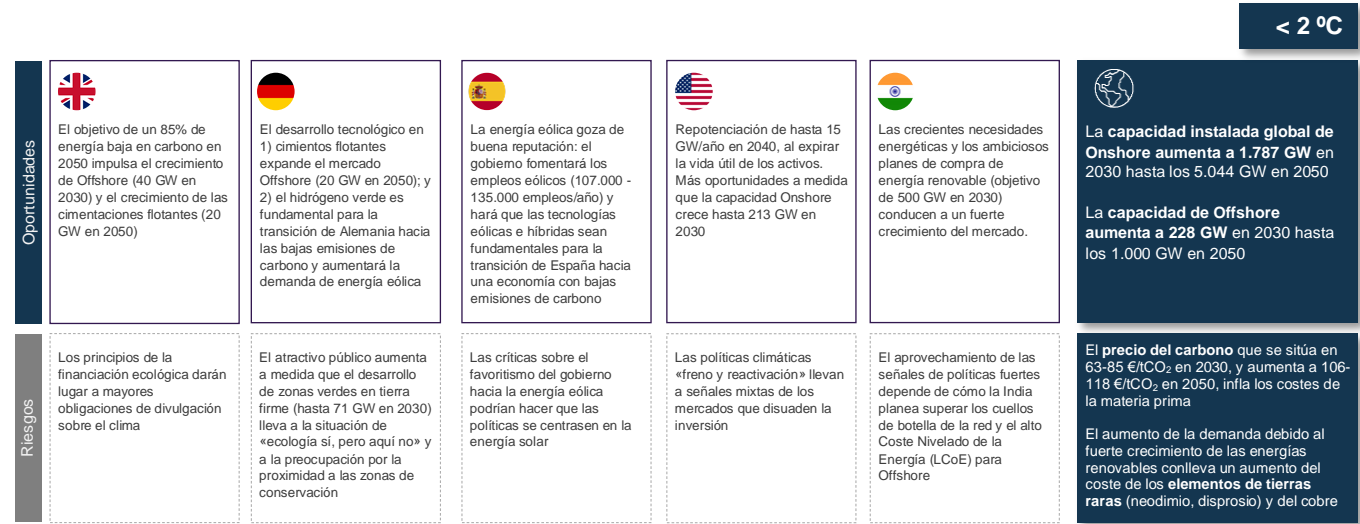 < 2 ºC
Oportunidades
El objetivo de un 85% de
energía baja en carbono en
2050 impulsa el crecimiento
de Offshore (40 GW en
2030) y el crecimiento de las
cimentaciones flotantes (20
GW en 2050)
El desarrollo tecnológico en
1) cimientos flotantes
expande el mercado
Offshore (20 GW en 2050); y
2) el hidrógeno verde es
fundamental para la
transición de Alemania hacia
las bajas emisiones de
carbono y aumentará la
demanda de energía eólica
La energía eólica goza de
buena reputación: el
gobierno fomentará los
empleos eólicos (107.000 -
135.000 empleos/año) y
hará que las tecnologías
eólicas e híbridas sean
fundamentales para la
transición de España hacia
una economía con bajas
emisiones de carbono
Repotenciación de hasta 15
GW/año en 2040, al expirar
la vida útil de los activos.
Más oportunidades a medida
que la capacidad Onshore
crece hasta 213 GW en
2030
Las crecientes necesidades
energéticas y los ambiciosos
planes de compra de
energía renovable (objetivo
de 500 GW en 2030)
conducen a un fuerte
crecimiento del mercado.
La capacidad instalada global de
Onshore aumenta a 1.787 GW en
2030 hasta los 5.044 GW en 2050
La capacidad de Offshore
aumenta a 228 GW en 2030 hasta
los 1.000 GW en 2050
Riesgos
Los principios de la
financiación ecológica darán
lugar a mayores
obligaciones de divulgación
sobre el clima
El atractivo público aumenta
a medida que el desarrollo
de zonas verdes en tierra
firme (hasta 71 GW en 2030)
lleva a la situación de
«ecología sí, pero aquí no» y
a la preocupación por la
proximidad a las zonas de
conservación
Las críticas sobre el
favoritismo del gobierno
hacia la energía eólica
podrían hacer que las
políticas se centrasen en la
energía solar
Las políticas climáticas
«freno y reactivación» llevan
a señales mixtas de los
mercados que disuaden la
inversión
El aprovechamiento de las
señales de políticas fuertes
depende de cómo la India
planea superar los cuellos
de botella de la red y el alto
Coste Nivelado de la
Energía (LCoE) para
Offshore
El precio del carbono que se sitúa en
63-85 €/tCO₂ en 2030, y aumenta a 106-
118 €/tCO₂ en 2050, infla los costes de
la materia prima
El aumento de la demanda debido al
fuerte crecimiento de las energías
renovables conlleva un aumento del
coste de los elementos de tierras
raras (neodimio, disprosio) y del cobre